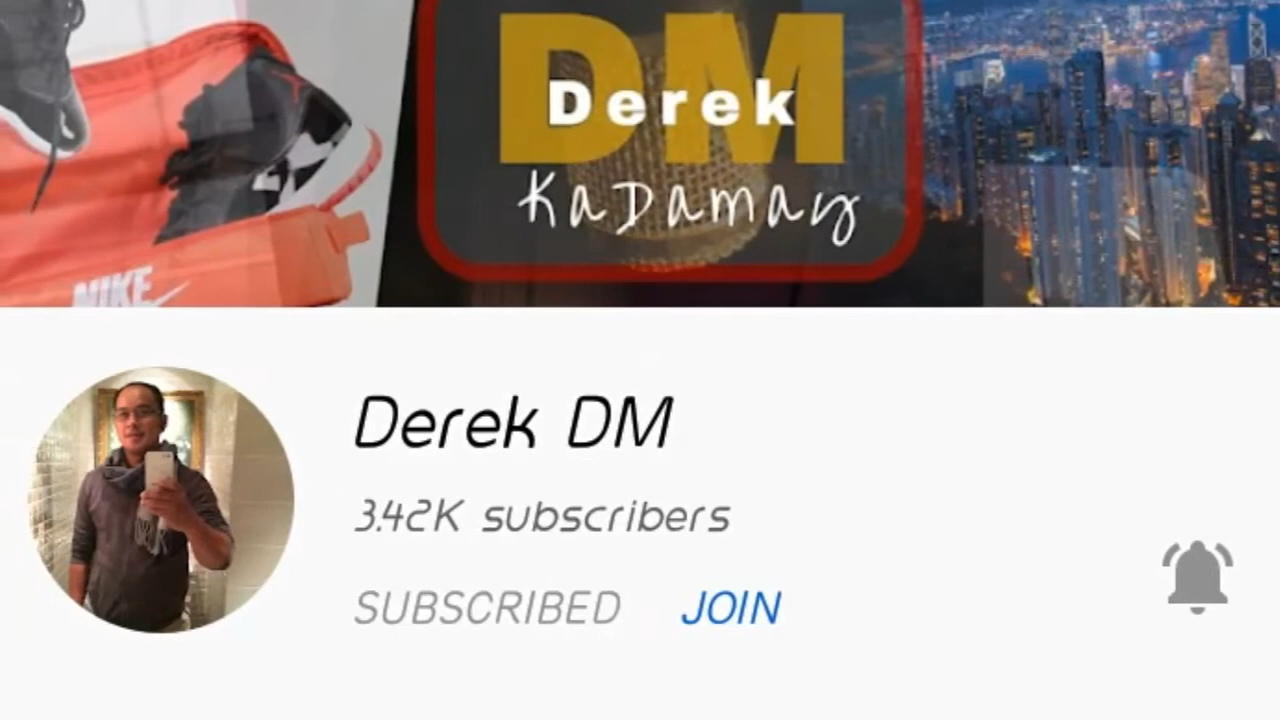 DM
Derek
KaDamay
NIKE
Derek DM
3.42K subscribers
SUBSCRIBED JOIN